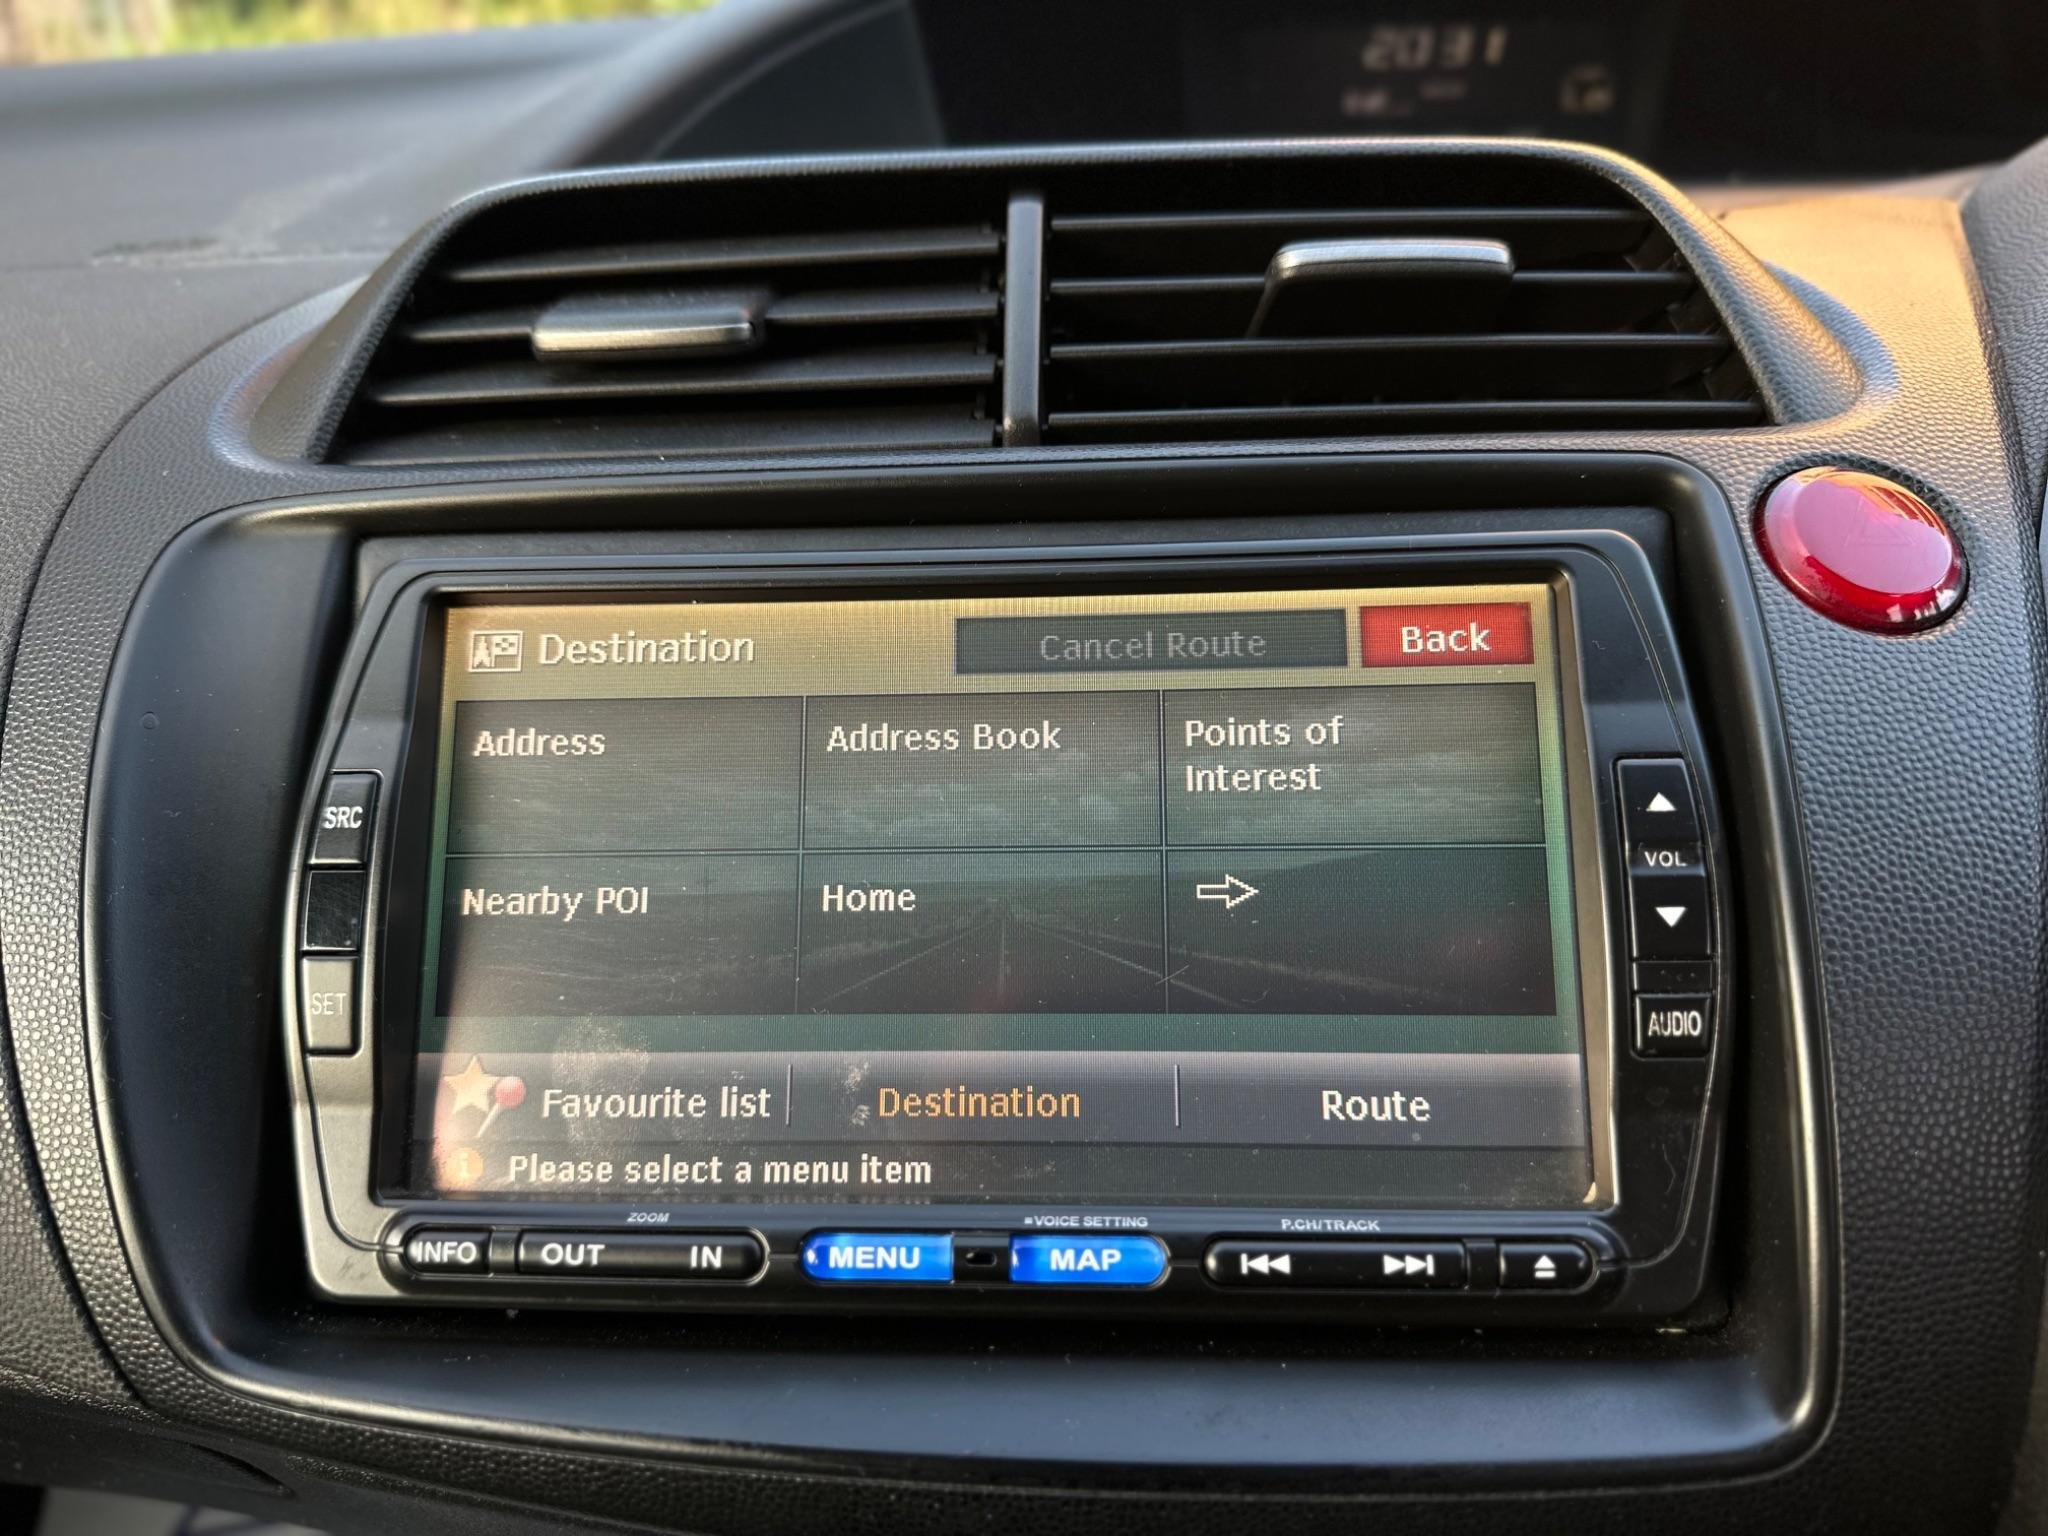 2031
Destination
Cancel Route
Back
Address
Address Book
Points of
Interest
Nearby POI
Home
SRC
VOL
SET
AUDIO
Favourite list
Destination
Route
i Please select a menu item
ZOOM
VOICE SETTING
P.CH/TRACK
INFO
OUT
IN
MENU
MAP